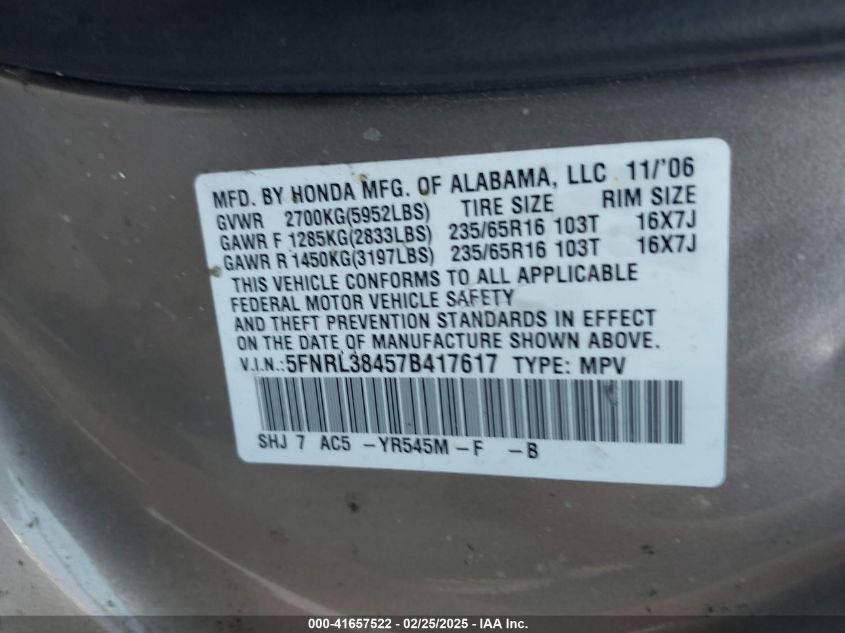 MFD. BY HONDA MFG. OF ALABAMA, LLC 11/'06
GVWR 2700KG(5952LBS) TIRE SIZE RIM SIZE
GAWR F 1285KG(2833LBS) 235/65R16 103T 16X7J
GAWR R 1450KG(3197LBS) 235/65R16 103T 16X7J
THIS VEHICLE CONFORMS TO ALL APPLICABLE
FEDERAL MOTOR VEHICLE SAFETY
AND THEFT PREVENTION STANDARDS IN EFFECT
ON THE DATE OF MANUFACTURE SHOWN ABOVE.
V.I.N.:5FNRL38457B417617 TYPE: MPV
SHJ 7 AC5 -YR545M-F -B
000-41657522 - 02/25/2025 - IAA Inc.